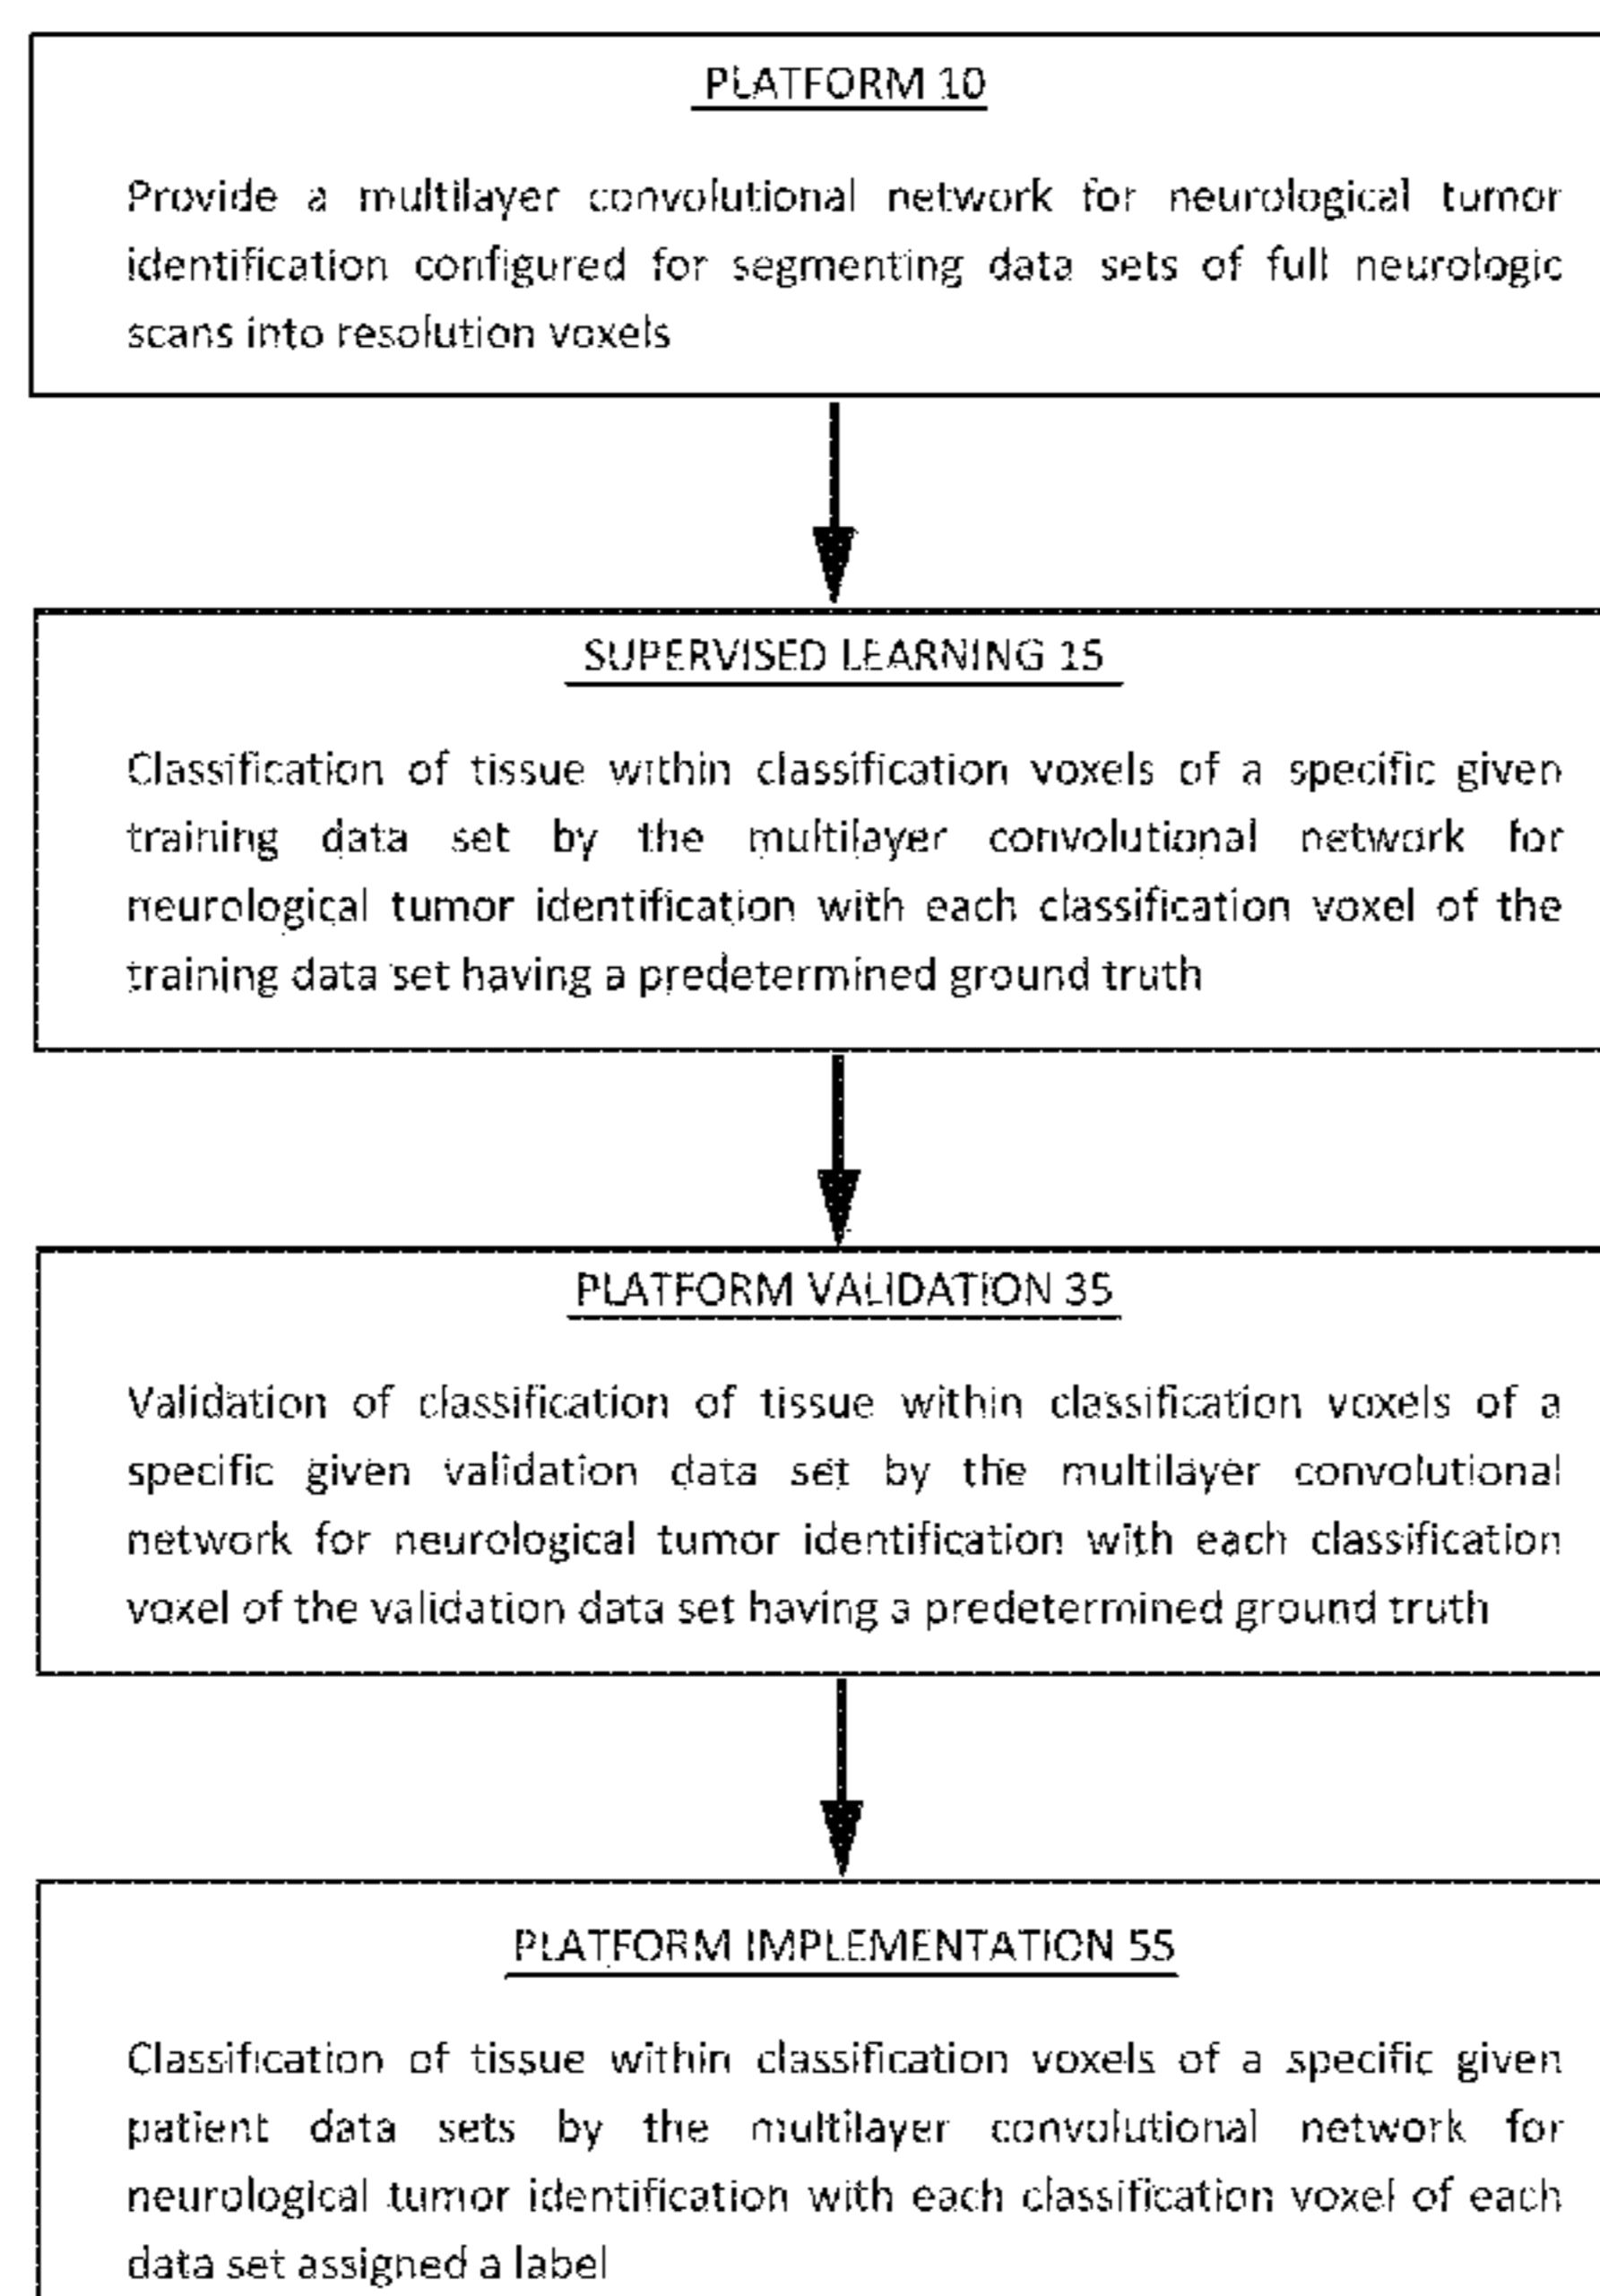 PLATFORM 10
Provide a multilayer convolutional network for neurological tumor
identification configured for segmenting data sets of full neurologic
scans into resolution voxels
SUPERVISED LEARNING 15
Classification of tissue within classification voxels of a specific given
training data set by the multilayer convolutional network for
neurological tumor identification with each classification voxel of the
training data set having a predetermined ground truth
PLATFORM VALIDATION 35
Validation of classification of tissue within classification voxels of a
specific given validation data set by the multilayer convolutional
network for neurological tumor identification with each classification
voxel of the validation data set having a predetermined ground truth
PLATFORM IMPLEMENTATION 55
Classification of tissue within classification voxels of a specific given
patient data sets by the multilayer convolutional network for
neurological tumor identification with each classification voxel of each
data set assigned a label